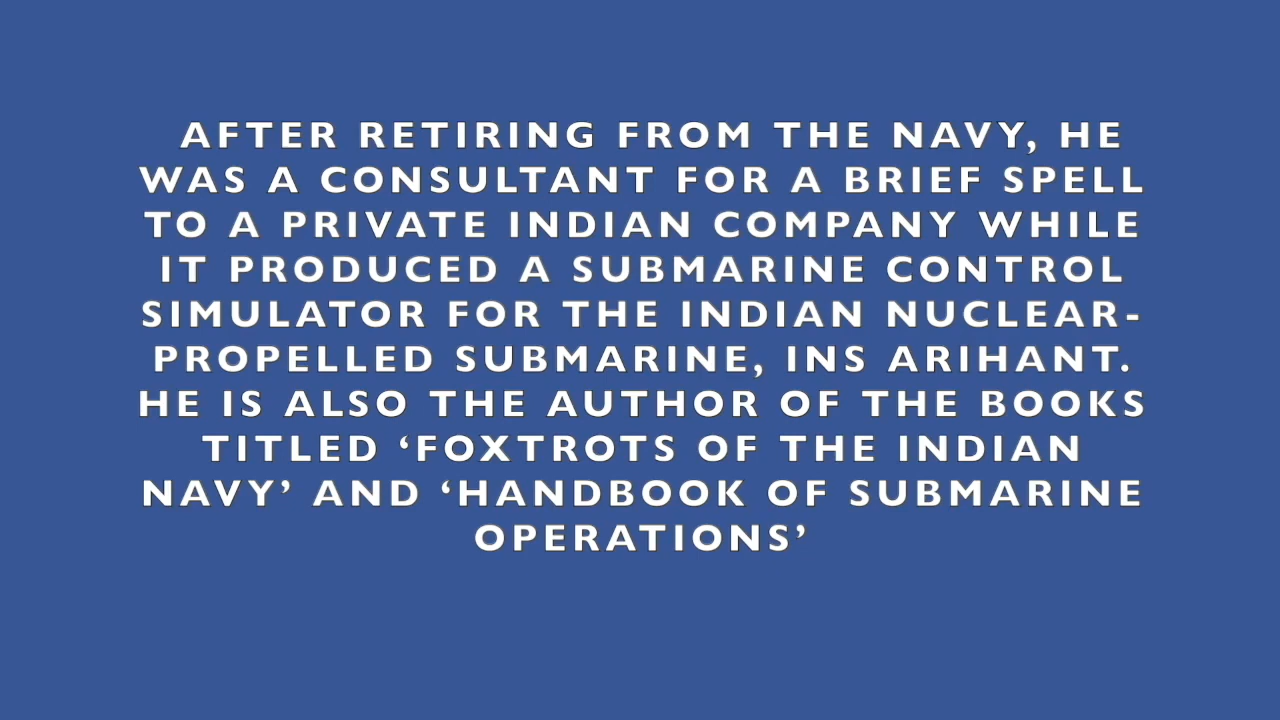 AFTER RETIRING FROM THE NAVY, HE
WAS A CONSULTANT FOR A BRIEF SPELL
TO A PRIVATE INDIAN COMPANY WHILE
IT PRODUCED A SUBMARINE CONTROL
SIMULATOR FOR THE INDIAN NUCLEAR-
PROPELLED SUBMARINE, INS ARIHANT.
HE IS ALSO THE AUTHOR OF THE BOOKS
TITLED ‘FOXTROTS OF THE INDIAN
NAVY’ AND ‘HANDBOOK OF SUBMARINE
OPERATIONS’